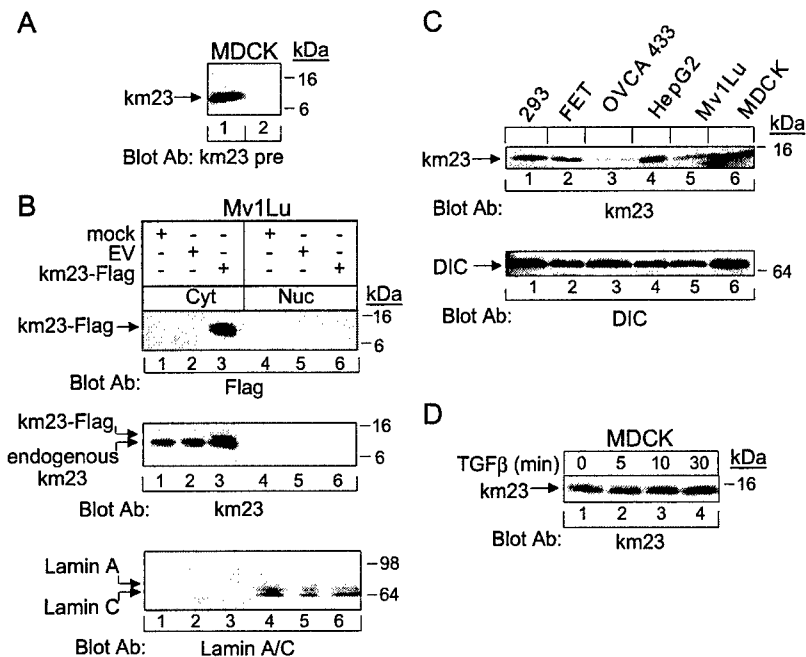 A
MDCK kDa
16
km23
6
1 2
Blot Ab: km23 pre
B
Mv1Lu
mock + - - + - -
EV - + - - + -
km23-Flag - - + - - +
Cyt Nuc kDa
16
km23-Flag
6
1 2 3 4 5 6
Blot Ab: Flag
km23-Flag
16
endogenous
km23
6
1 2 3 4 5 6
Blot Ab: km23
98
Lamin A
64
Lamin C
1 2 3 4 5 6
Blot Ab: Lamin A/C
C
293 FET OVCA 433 HepG2 Mv1Lu MDCK
kDa
16
km23
1 2 3 4 5 6
Blot Ab: km23
DIC
64
1 2 3 4 5 6
Blot Ab: DIC
D
MDCK
TGFβ (min) 0 5 10 30 kDa
km23
16
1 2 3 4
Blot Ab: km23